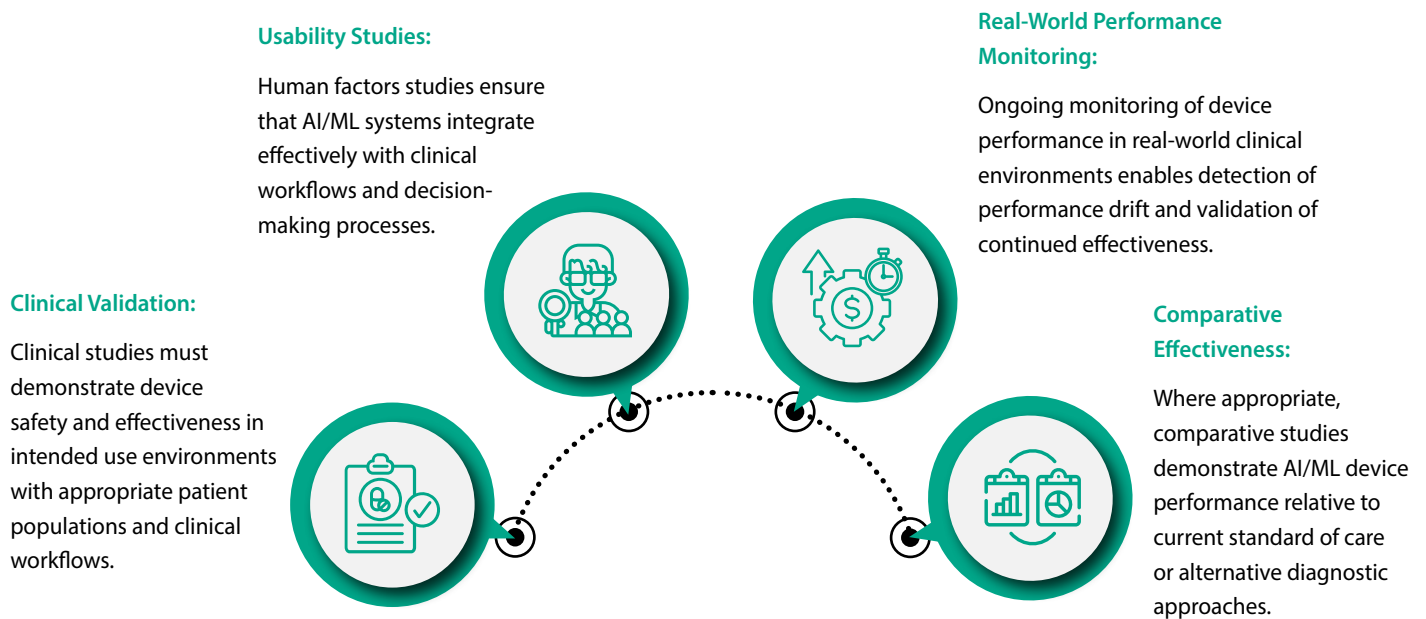 Clinical Validation:
Clinical studies must
demonstrate device
safety and effectiveness in
intended use environments
with appropriate patient
populations and clinical
workflows.
Usability Studies:
Human factors studies ensure
that AI/ML systems integrate
effectively with clinical
workflows and decision-
making processes.
Real-World Performance
Monitoring:
Ongoing monitoring of device
performance in real-world clinical
environments enables detection of
performance drift and validation of
continued effectiveness.
Comparative
Effectiveness:
Where appropriate,
comparative studies
demonstrate AI/ML device
performance relative to
current standard of care
or alternative diagnostic
approaches.
$